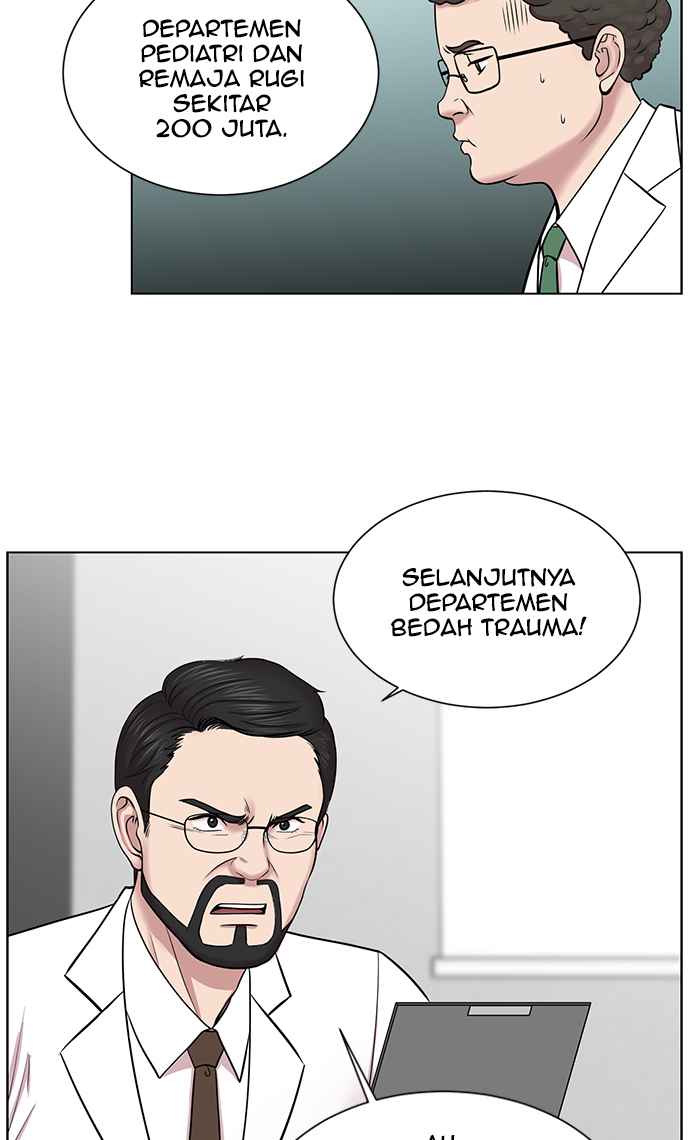 DEPARTEMEN
PEDIATRI DAN
REMAJA RUGI
SEKITAR
200 JUTA.
SELANJUTNYA
DEPARTEMEN
BEDAH TRAUMA!